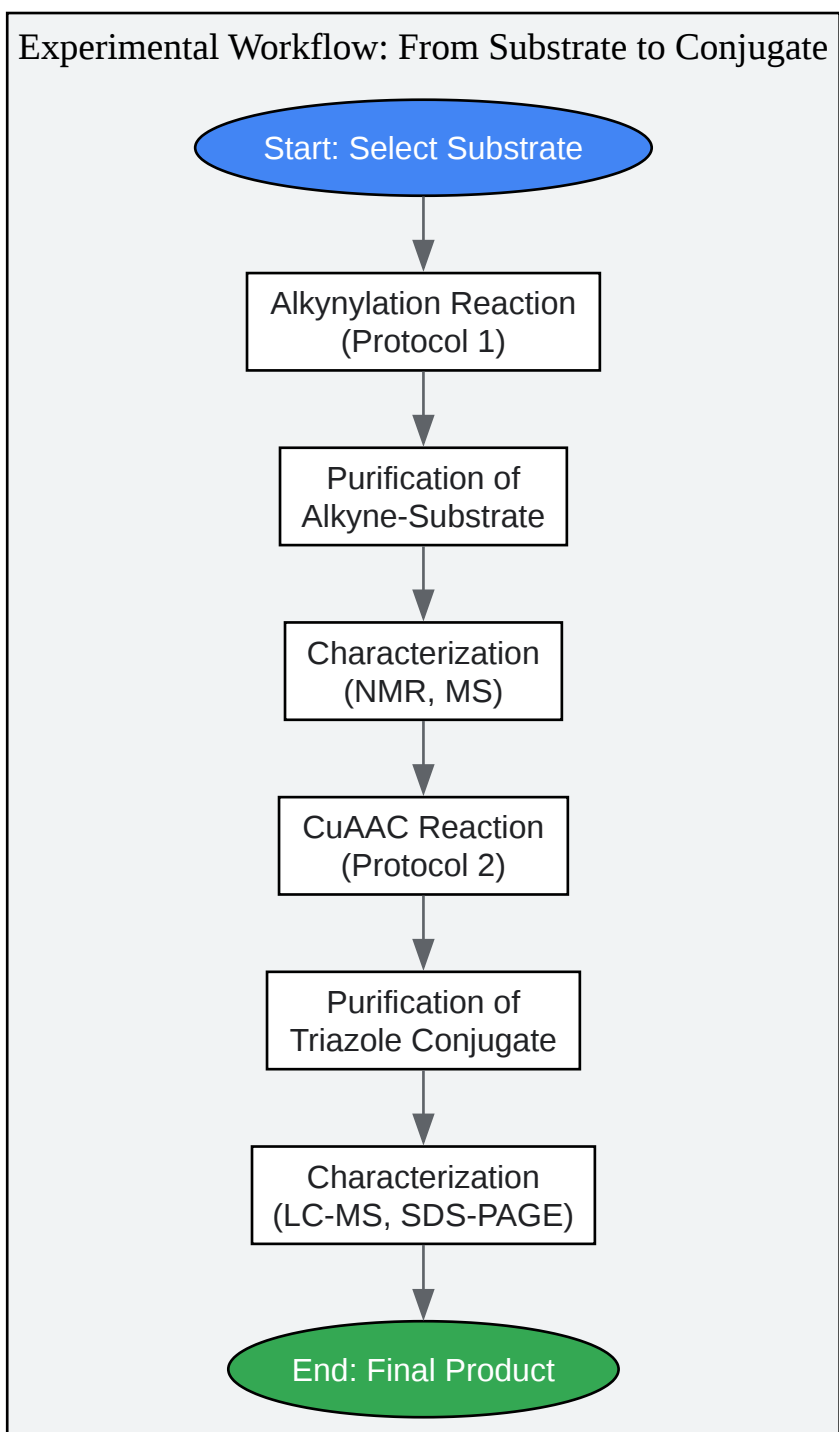 Experimental Workflow: From Substrate to Conjugate
Start: Select Substrate
Alkynylation Reaction
(Protocol 1)
Purification of
Alkyne-Substrate
Characterization
(NMR, MS)
CuAAC Reaction
(Protocol 2)
Purification of
Triazole Conjugate
Characterization
(LC-MS, SDS-PAGE)
End: Final Product